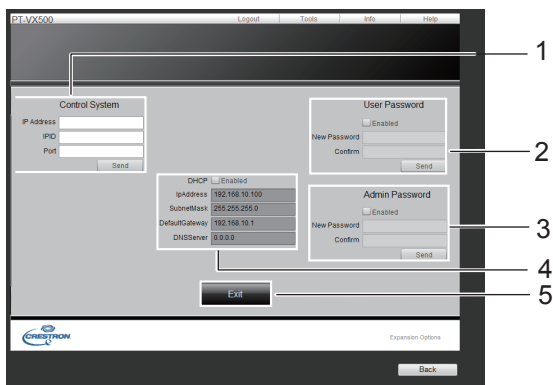 PT-VX500
Logout Tools Info Help
1
Control System
IP Address
IPID
Port
Send
User Password
Enabled
New Password
Confirm
Send
2
DHCP Enabled
IpAddress 192.168.10.100
SubnetMask 255.255.255.0
DefaultGateway 192.168.10.1
DNSServer 0.0.0.0
Admin Password
Enabled
New Password
Confirm
Send
3
4
Exit
5
CRESTRON
Expansion Options
Back